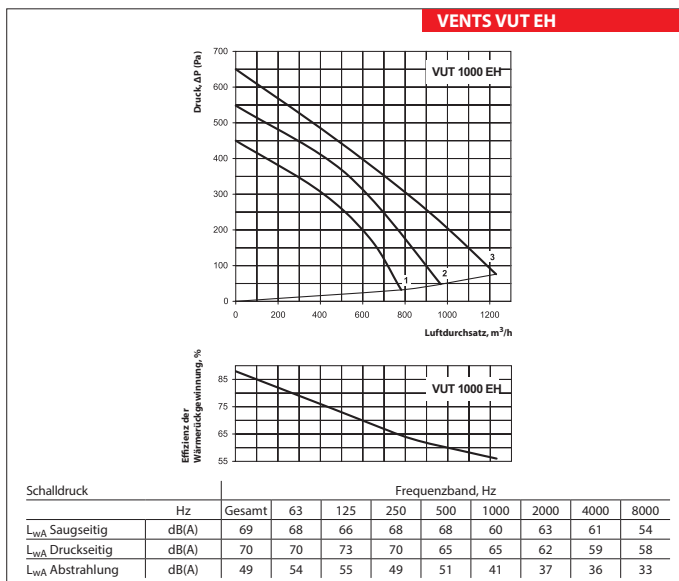 VENTS VUT EH
Druck, ΔP (Pa)
700
600
500
400
300
200
100
0
VUT 1000 EH
1
2
3
0 200 400 600 800 1000 1200
Luftdurchsatz, m³/h
Effizienz der
Wärmerückgewinnung, %
85
75
65
55
VUT 1000 EH
Schalldruck Frequenzband, Hz
Hz Gesamt 63 125 250 500 1000 2000 4000 8000
LwA Saugseitig dB(A) 69 68 66 68 68 60 63 61 54
LwA Druckseitig dB(A) 70 70 73 70 65 65 62 59 58
LwA Abstrahlung dB(A) 49 54 55 49 51 41 37 36 33